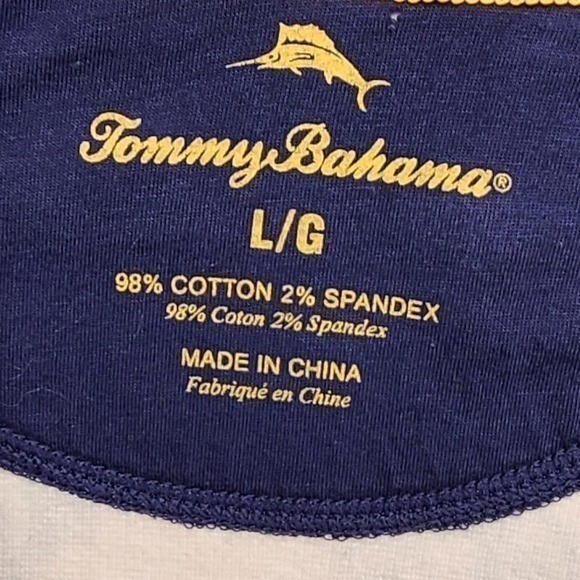 Tommy Bahama®
L/G
98% COTTON 2% SPANDEX
98% Coton 2% Spandex
MADE IN CHINA
Fabriqué en Chine